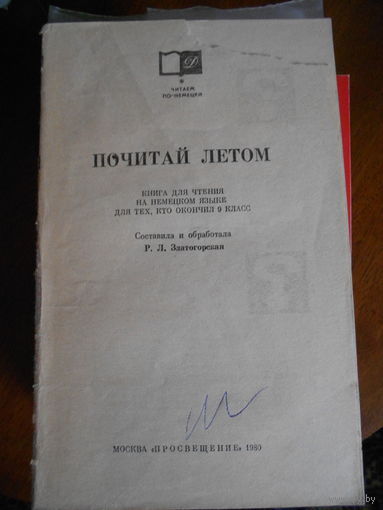 Д
ЧИТАЕМ
ПО-НЕМЕЦКИ
ПОЧИТАЙ ЛЕТОМ
КНИГА ДЛЯ ЧТЕНИЯ
НА НЕМЕЦКОМ ЯЗЫКЕ
ДЛЯ ТЕХ, КТО ОКОНЧИЛ 9 КЛАСС
Составила и обработала
Р. Л. Златогорская
МОСКВА «ПРОСВЕЩЕНИЕ» 1980